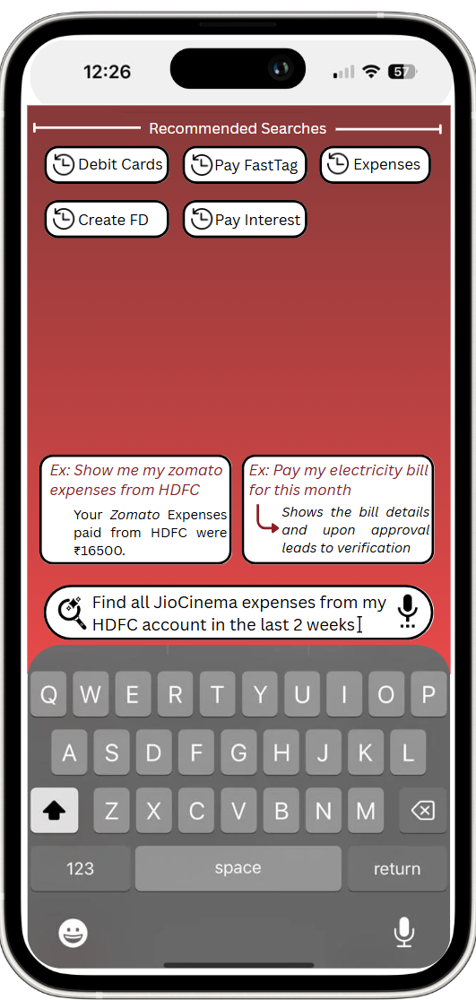 12:26
57
Recommended Searches
Debit Cards
Pay FastTag
Expenses
Create FD
Pay Interest
Ex: Show me my zomato
expenses from HDFC
Your Zomato Expenses
paid from HDFC were
₹16500.
Ex: Pay my electricity bill
for this month
Shows the bill details
and upon approval
leads to verification
Find all JioCinema expenses from my
HDFC account in the last 2 weeks
Q W E R T Y U I O P
A S D F G H J K L
Z X C V B N M
123 space return